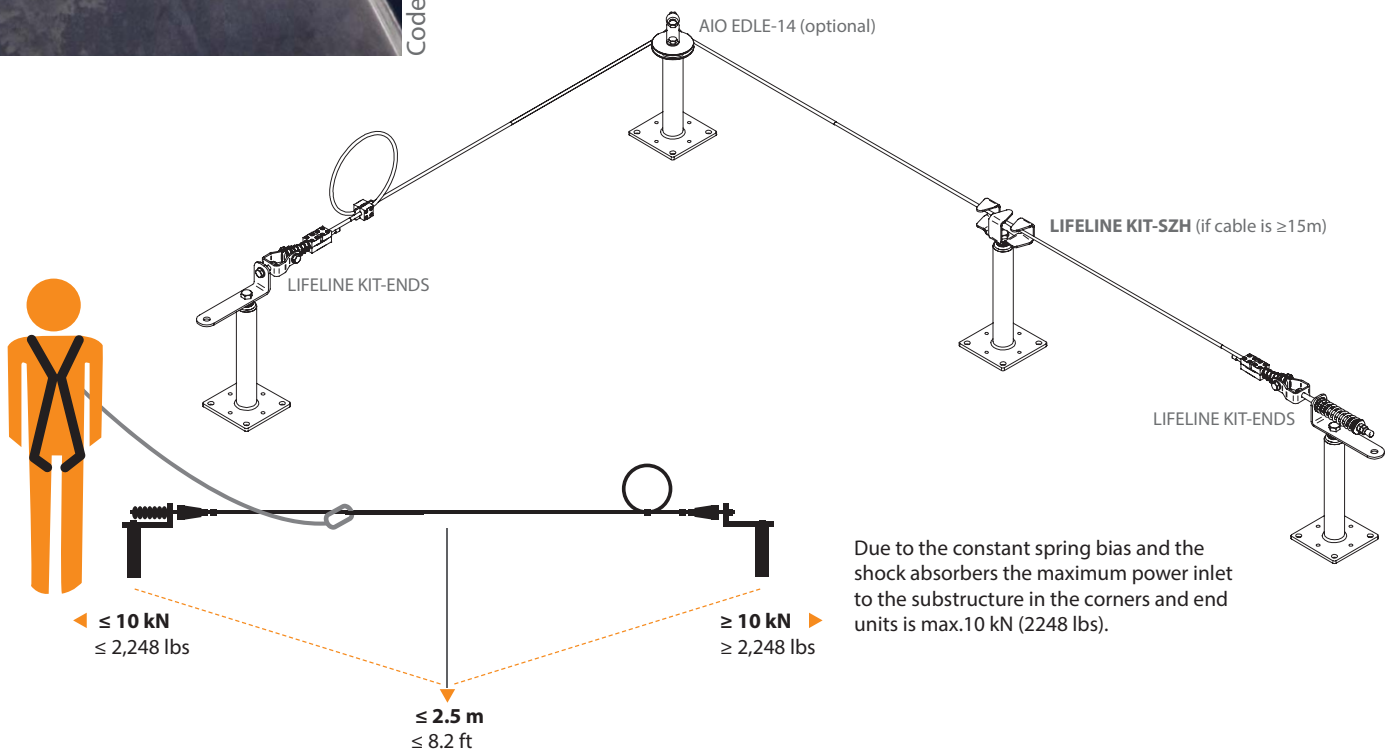 Code
AIO EDLE-14 (optional)
LIFELINE KIT-SZH (if cable is ≥15m)
LIFELINE KIT-ENDS
LIFELINE KIT-ENDS
Due to the constant spring bias and the
shock absorbers the maximum power inlet
to the substructure in the corners and end
units is max.10 kN (2248 lbs).
≤ 10 kN
≤ 2,248 lbs
≥ 10 kN
≥ 2,248 lbs
≤ 2.5 m
≤ 8.2 ft